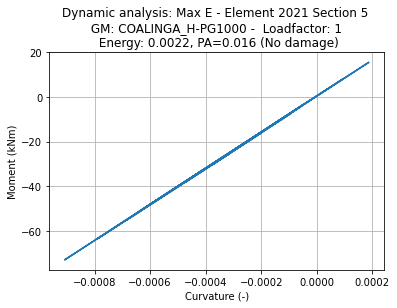 Dynamic analysis: Max E - Element 2021 Section 5
GM: COALINGA_H-PG1000 -  Loadfactor: 1
Energy: 0.0022, PA=0.016 (No damage)
20
0
−20
−40
−60
Moment (kNm)
−0.0008 −0.0006 −0.0004 −0.0002 0.0000 0.0002
Curvature (-)